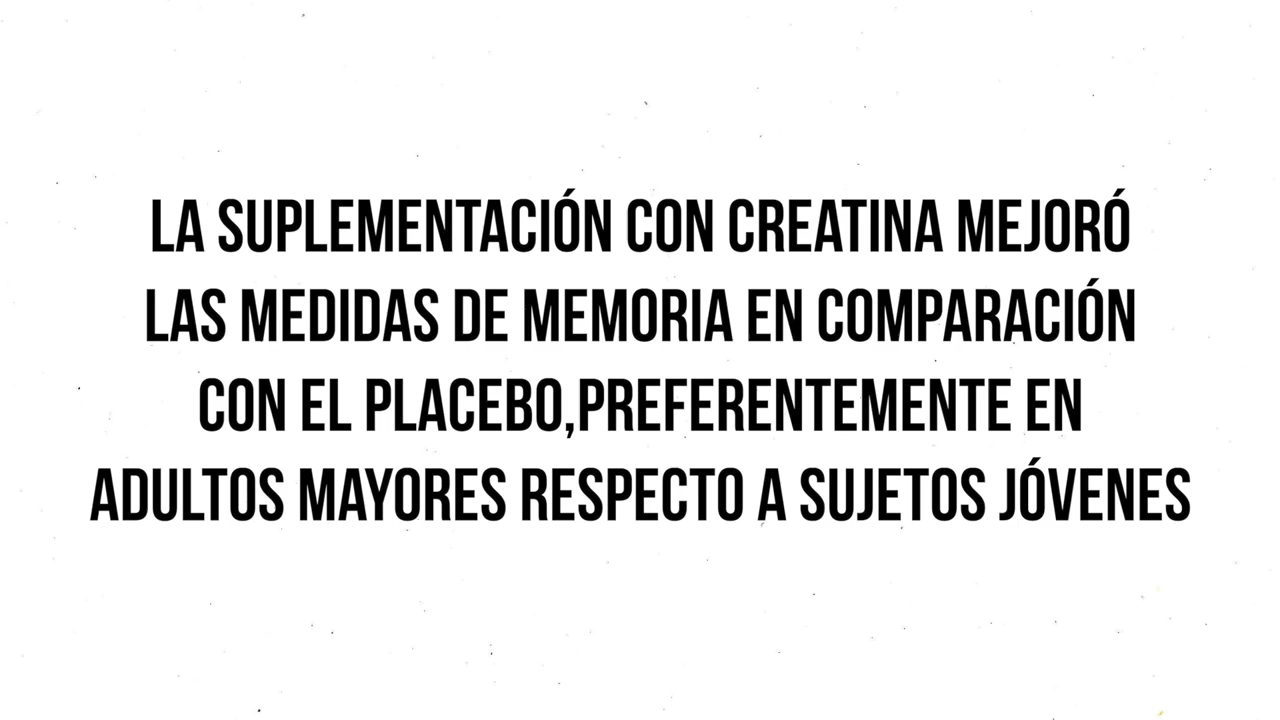 LA SUPLEMENTACIÓN CON CREATINA MEJORÓ
LAS MEDIDAS DE MEMORIA EN COMPARACIÓN
CON EL PLACEBO,PREFERENTEMENTE EN
ADULTOS MAYORES RESPECTO A SUJETOS JÓVENES